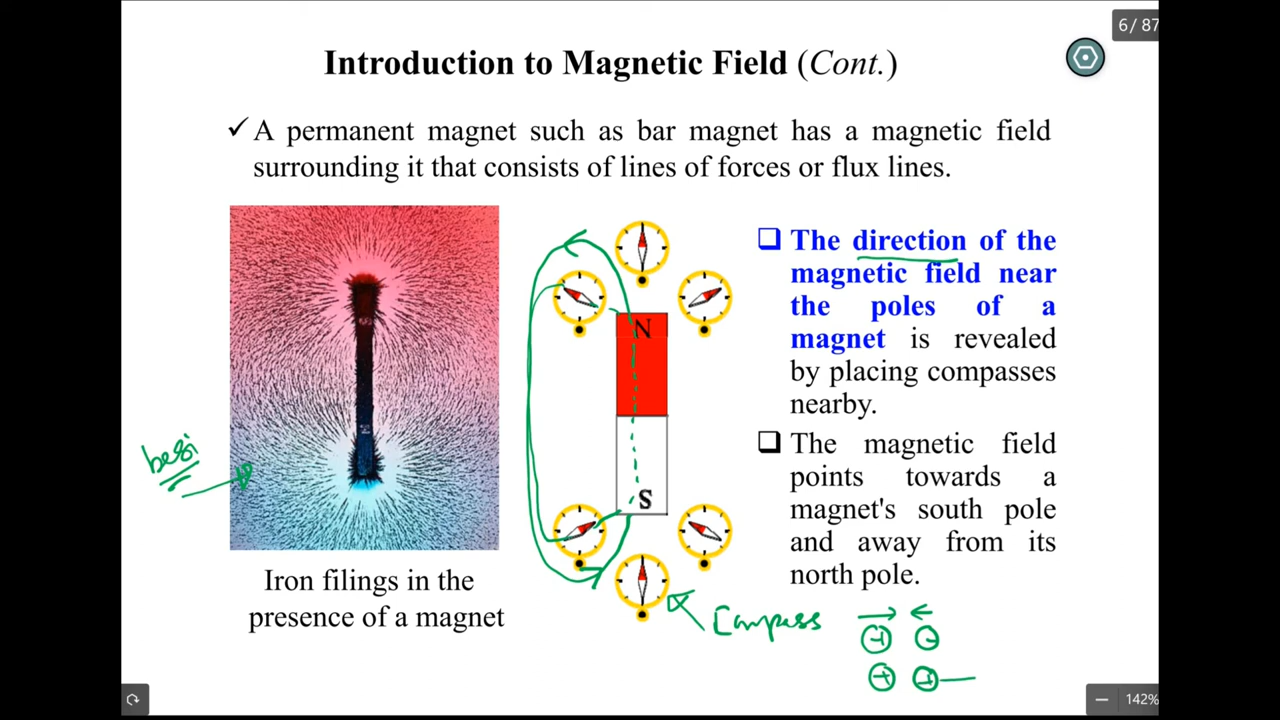 6 / 87
Introduction to Magnetic Field (Cont.)
✓ A permanent magnet such as bar magnet has a magnetic field
surrounding it that consists of lines of forces or flux lines.
N
S
Iron filings in the
presence of a magnet
❑ The direction of the
magnetic field near
the poles of a
magnet is revealed
by placing compasses
nearby.
❑ The magnetic field
points towards a
magnet's south pole
and away from its
north pole.
Compass
142%